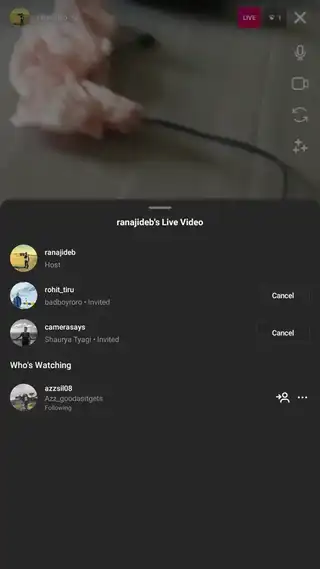 LIVE
1
ranajideb's Live Video
ranajideb
Host
rohit_tiru
badboyroro • Invited
Cancel
camerasays
Shaurya Tyagi • Invited
Cancel
Who's Watching
azzsil08
Azz_goodasitgets
Following